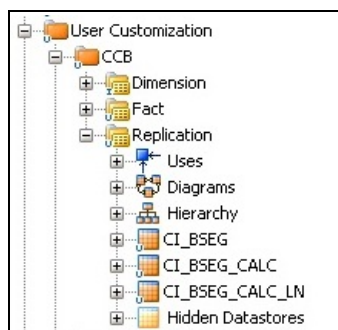 User Customization
CCB
Dimension
Fact
Replication
Uses
Diagrams
Hierarchy
CI_BSEG
CI_BSEG_CALC
CI_BSEG_CALC_LN
Hidden Datastores